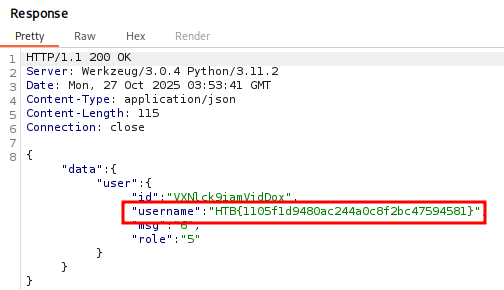 Response
Pretty Raw Hex Render
1 HTTP/1.1 200 OK
2 Server: Werkzeug/3.0.4 Python/3.11.2
3 Date: Mon, 27 Oct 2025 03:53:41 GMT
4 Content-Type: application/json
5 Content-Length: 115
6 Connection: close
7
8 {
"data":{
"user":{
"id":"VXNlck9iamVjdDox",
"username":"HTB{1105f1d9480ac244a0c8f2bc47594581}",
"msg":"6",
"role":"5"
}
}
}